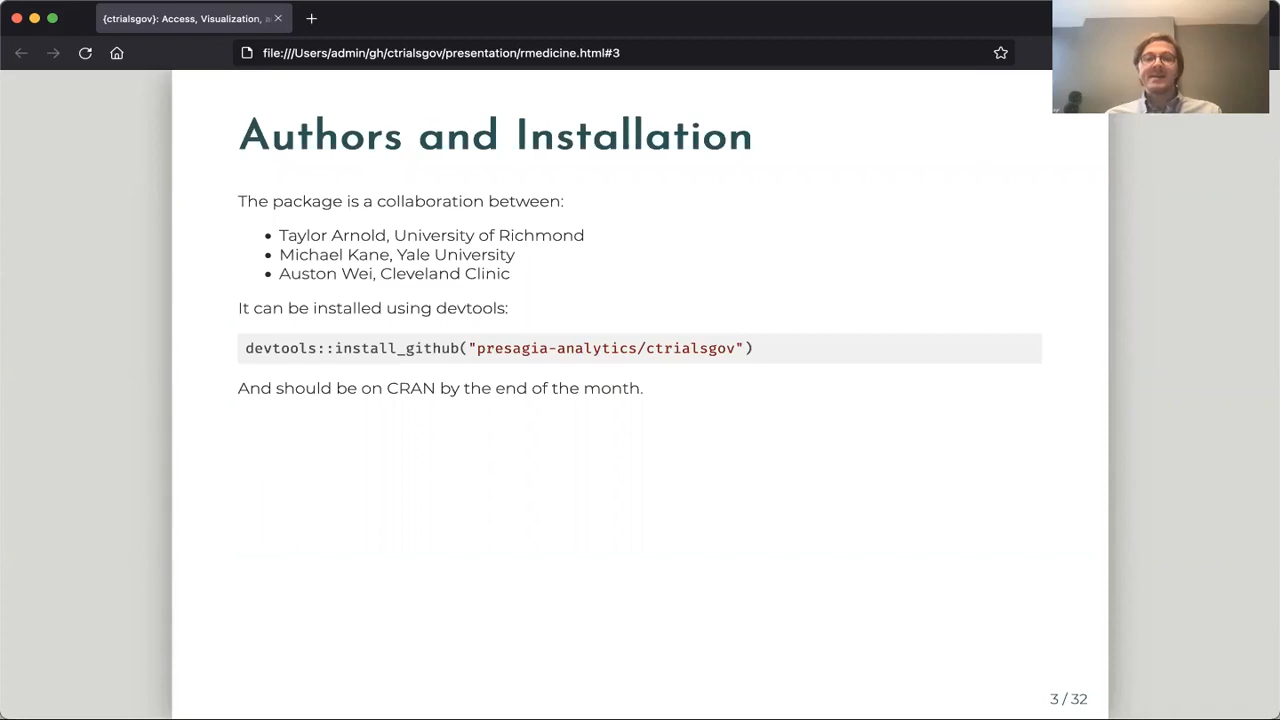 {ctrialsgov}: Access, Visualization, a
file:///Users/admin/gh/ctrialsgov/presentation/rmedicine.html#3
Authors and Installation
The package is a collaboration between:
• Taylor Arnold, University of Richmond
• Michael Kane, Yale University
• Auston Wei, Cleveland Clinic
It can be installed using devtools:
devtools::install_github("presagia-analytics/ctrialsgov")
And should be on CRAN by the end of the month.
3 / 32